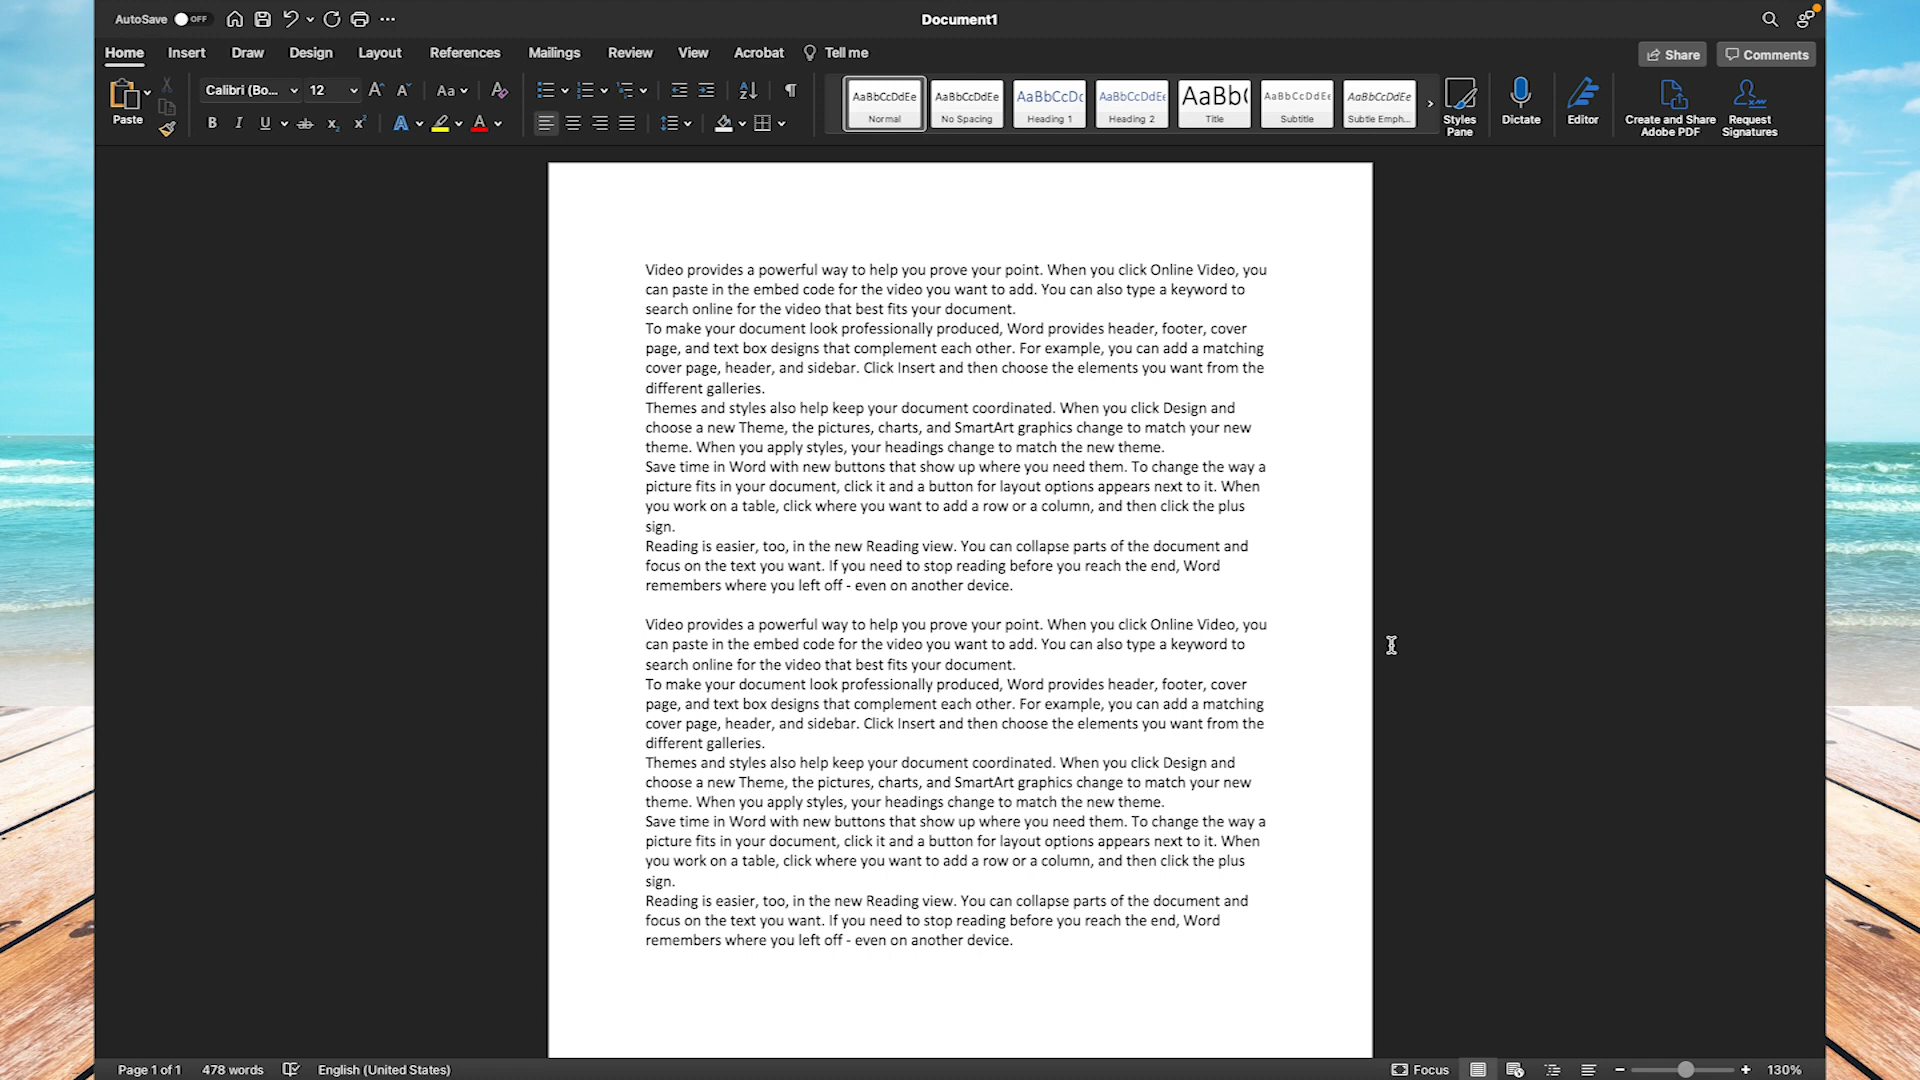 AutoSave OFF
Document1
Home Insert Draw Design Layout References Mailings Review View Acrobat Tell me
Share Comments
Paste
Calibri (Bo... 12
Aa
B I U ab x₂ x²
A A
AaBbCcDdEe
Normal
AaBbCcDdEe
No Spacing
AaBbCcDc
Heading 1
AaBbCcDdEe
Heading 2
AaBb(
Title
AaBbCcDdEe
Subtitle
AaBbCcDdEe
Subtle Emph...
Styles
Pane
Dictate
Editor
Create and Share
Adobe PDF
Request
Signatures
Video provides a powerful way to help you prove your point. When you click Online Video, you
can paste in the embed code for the video you want to add. You can also type a keyword to
search online for the video that best fits your document.
To make your document look professionally produced, Word provides header, footer, cover
page, and text box designs that complement each other. For example, you can add a matching
cover page, header, and sidebar. Click Insert and then choose the elements you want from the
different galleries.
Themes and styles also help keep your document coordinated. When you click Design and
choose a new Theme, the pictures, charts, and SmartArt graphics change to match your new
theme. When you apply styles, your headings change to match the new theme.
Save time in Word with new buttons that show up where you need them. To change the way a
picture fits in your document, click it and a button for layout options appears next to it. When
you work on a table, click where you want to add a row or a column, and then click the plus
sign.
Reading is easier, too, in the new Reading view. You can collapse parts of the document and
focus on the text you want. If you need to stop reading before you reach the end, Word
remembers where you left off - even on another device.
Video provides a powerful way to help you prove your point. When you click Online Video, you
can paste in the embed code for the video you want to add. You can also type a keyword to
search online for the video that best fits your document.
To make your document look professionally produced, Word provides header, footer, cover
page, and text box designs that complement each other. For example, you can add a matching
cover page, header, and sidebar. Click Insert and then choose the elements you want from the
different galleries.
Themes and styles also help keep your document coordinated. When you click Design and
choose a new Theme, the pictures, charts, and SmartArt graphics change to match your new
theme. When you apply styles, your headings change to match the new theme.
Save time in Word with new buttons that show up where you need them. To change the way a
picture fits in your document, click it and a button for layout options appears next to it. When
you work on a table, click where you want to add a row or a column, and then click the plus
sign.
Reading is easier, too, in the new Reading view. You can collapse parts of the document and
focus on the text you want. If you need to stop reading before you reach the end, Word
remembers where you left off - even on another device.
Page 1 of 1 478 words English (United States) Focus 130%